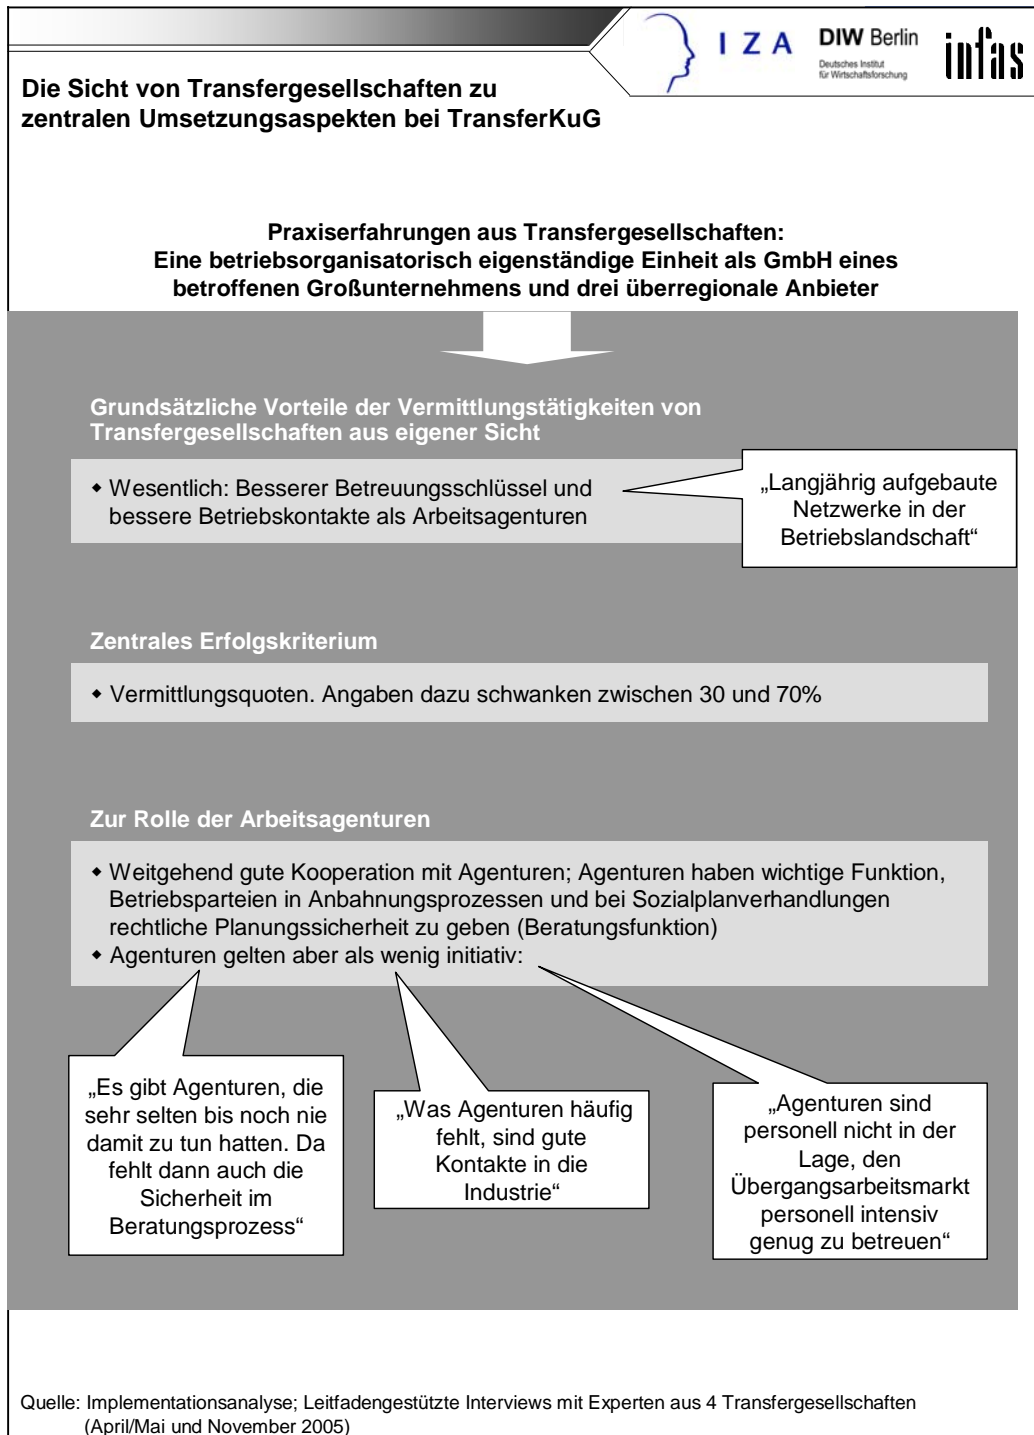 I Z A
DIW Berlin
Deutsches Institut
für Wirtschaftsforschung
infas
Die Sicht von Transfergesellschaften zu
zentralen Umsetzungsaspekten bei TransferKuG
Praxiserfahrungen aus Transfergesellschaften:
Eine betriebsorganisatorisch eigenständige Einheit als GmbH eines
betroffenen Großunternehmens und drei überregionale Anbieter
Grundsätzliche Vorteile der Vermittlungstätigkeiten von
Transfergesellschaften aus eigener Sicht
◆ Wesentlich: Besserer Betreuungsschlüssel und
bessere Betriebskontakte als Arbeitsagenturen
„Langjährig aufgebaute
Netzwerke in der
Betriebslandschaft“
Zentrales Erfolgskriterium
◆ Vermittlungsquoten. Angaben dazu schwanken zwischen 30 und 70%
Zur Rolle der Arbeitsagenturen
◆ Weitgehend gute Kooperation mit Agenturen; Agenturen haben wichtige Funktion,
Betriebsparteien in Anbahnungsprozessen und bei Sozialplanverhandlungen
rechtliche Planungssicherheit zu geben (Beratungsfunktion)
◆ Agenturen gelten aber als wenig initiativ:
„Es gibt Agenturen, die
sehr selten bis noch nie
damit zu tun hatten. Da
fehlt dann auch die
Sicherheit im
Beratungsprozess“
„Was Agenturen häufig
fehlt, sind gute
Kontakte in die
Industrie“
„Agenturen sind
personell nicht in der
Lage, den
Übergangsarbeitsmarkt
personell intensiv
genug zu betreuen“
Quelle: Implementationsanalyse; Leitfadengestützte Interviews mit Experten aus 4 Transfergesellschaften
(April/Mai und November 2005)